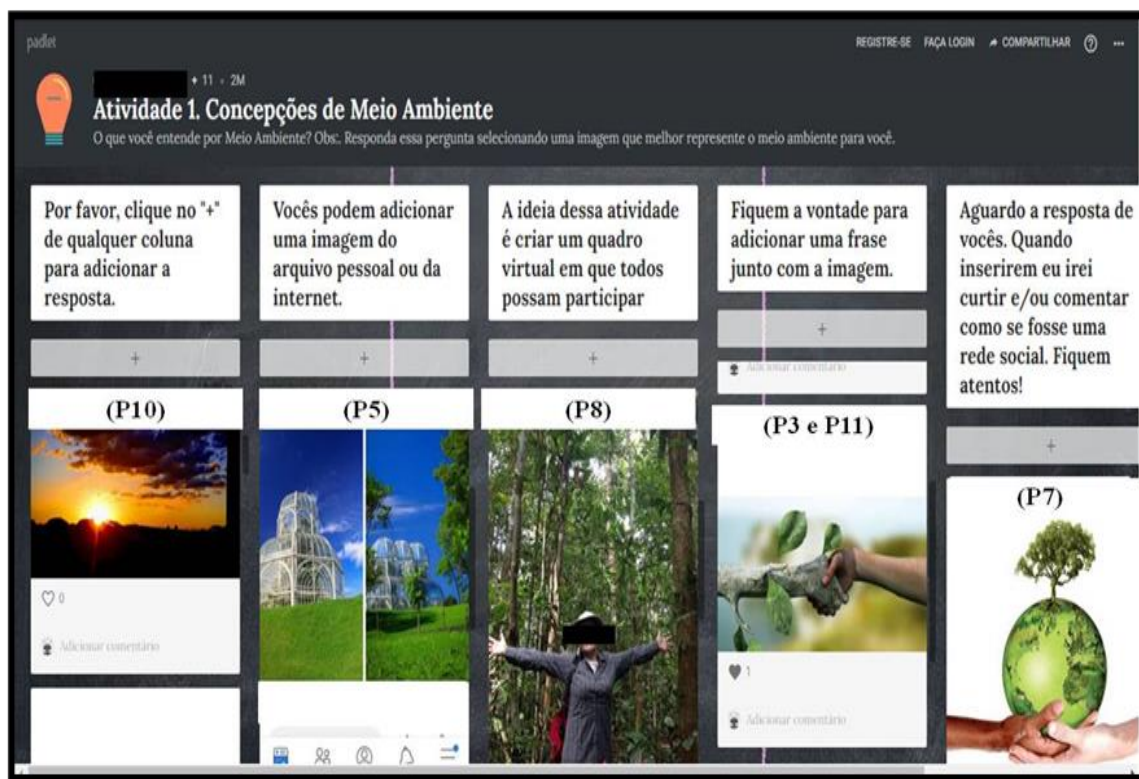 padlet
REGISTRE-SE FAÇA LOGIN COMPARTILHAR ? ...
+ 11 • 2M
Atividade 1. Concepções de Meio Ambiente
O que você entende por Meio Ambiente? Obs:. Responda essa pergunta selecionando uma imagem que melhor represente o meio ambiente para você.
Por favor, clique no "+"
de qualquer coluna
para adicionar a
resposta.
+
(P10)
0
Adicionar comentário
Vocês podem adicionar
uma imagem do
arquivo pessoal ou da
internet.
+
(P5)
A ideia dessa atividade
é criar um quadro
virtual em que todos
possam participar
+
(P8)
Fiquem a vontade para
adicionar uma frase
junto com a imagem.
+
Adicionar comentário
(P3 e P11)
1
Adicionar comentário
Aguardo a resposta de
vocês. Quando
inserirem eu irei
curtir e/ou comentar
como se fosse uma
rede social. Fiquem
atentos!
+
(P7)